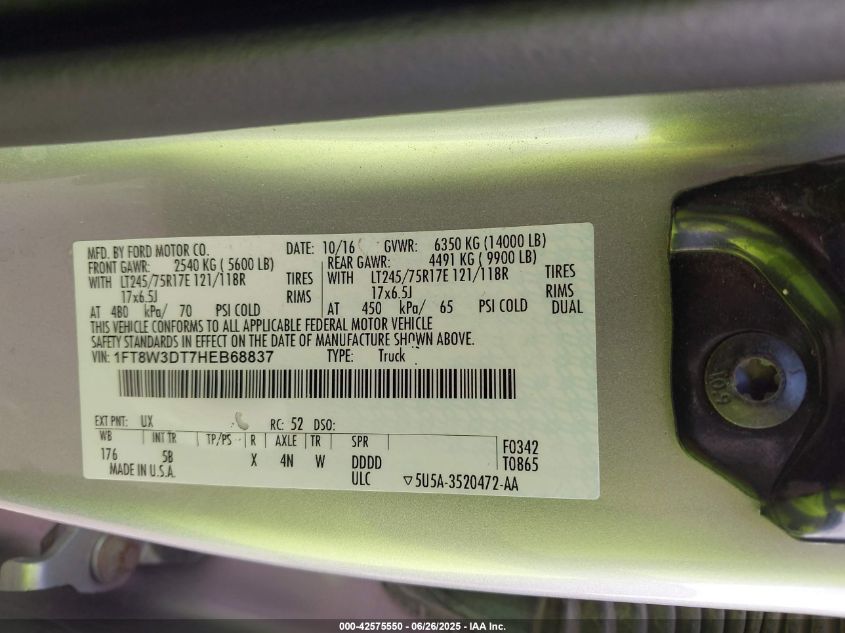 MFD. BY FORD MOTOR CO. DATE: 10/16 GVWR: 6350 KG (14000 LB)
FRONT GAWR: 2540 KG ( 5600 LB) REAR GAWR: 4491 KG ( 9900 LB)
WITH LT245/75R17E 121/118R TIRES WITH LT245/75R17E 121/118R TIRES
17x6.5J RIMS 17x6.5J RIMS
AT 480 kPa/ 70 PSI COLD AT 450 kPa/ 65 PSI COLD DUAL
THIS VEHICLE CONFORMS TO ALL APPLICABLE FEDERAL MOTOR VEHICLE
SAFETY STANDARDS IN EFFECT ON THE DATE OF MANUFACTURE SHOWN ABOVE.
VIN: 1FT8W3DT7HEB68837 TYPE: Truck
EXT PNT: UX RC: 52 DSO:
WB INT TR TP/PS R AXLE TR SPR
176 5B X 4N W DDDD F0342
MADE IN U.S.A. ULC T0865
▽5U5A-3520472-AA
10.9
000-42575550 - 06/26/2025 - IAA Inc.